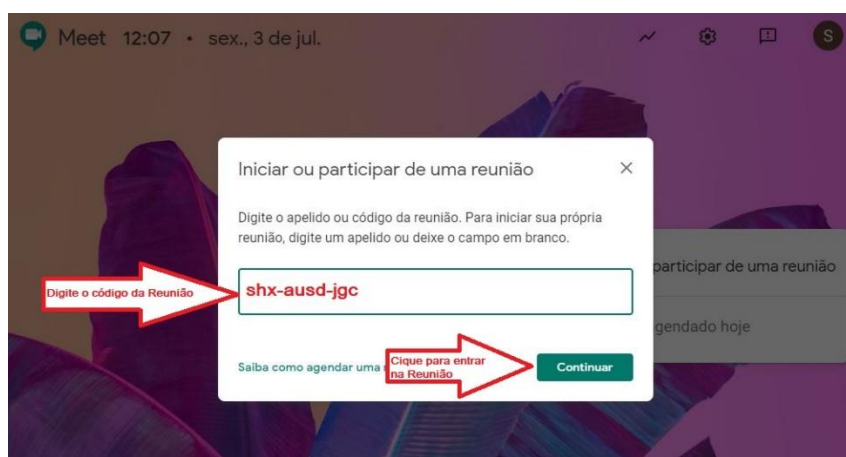 Meet 12:07 • sex., 3 de jul.
S
Iniciar ou participar de uma reunião
Digite o apelido ou código da reunião. Para iniciar sua própria
reunião, digite um apelido ou deixe o campo em branco.
participar de uma reunião
Digite o código da Reunião
shx-ausd-jgc
gendado hoje
Saiba como agendar uma
Cique para entrar
na Reunião
Continuar